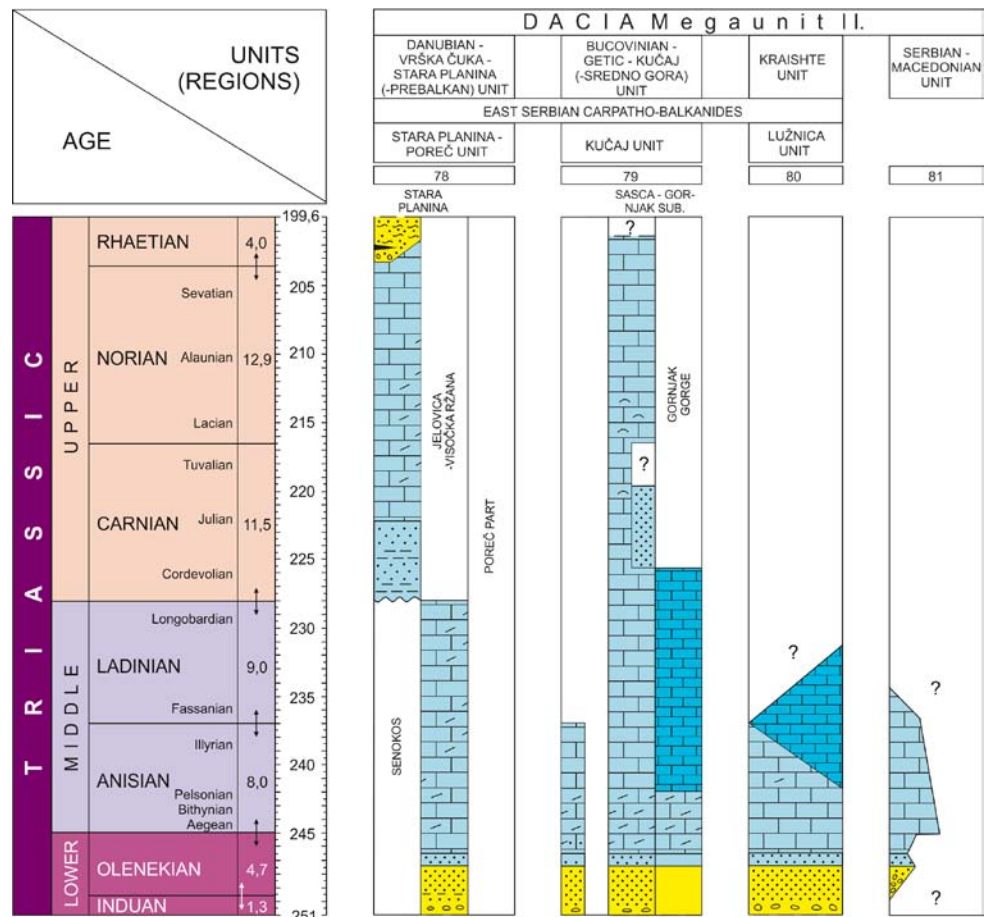 DACIA Megaunit II.
UNITS
(REGIONS)
AGE
DANUBIAN -
VRŠKA ČUKA -
STARA PLANINA
(-PREBALKAN) UNIT
BUCOVINIAN -
GETIC - KUČAJ
(-SREDNO GORA)
UNIT
KRAISHTE
UNIT
SERBIAN -
MACEDONIAN
UNIT
EAST SERBIAN CARPATHO-BALKANIDES
STARA PLANINA -
POREČ UNIT
KUČAJ UNIT
LUŽNICA
UNIT
78
79
80
81
STARA
PLANINA
SASCA - GOR-
NJAK SUB.
TRIASSIC
UPPER
MIDDLE
LOWER
RHAETIAN
4,0
NORIAN
12,9
Sevatian
Alaunian
Lacian
CARNIAN
11,5
Tuvalian
Julian
Cordevolian
LADINIAN
9,0
Longobardian
Fassanian
ANISIAN
8,0
Illyrian
Pelsonian
Bithynian
Aegean
OLENEKIAN
4,7
INDUAN
1,3
199,6
205
210
215
220
225
230
235
240
245
251
JELOVICA
-VISOČKA RŽANA
POREČ PART
SENOKOS
GORNJAK
GORGE
?
?
?
?
?